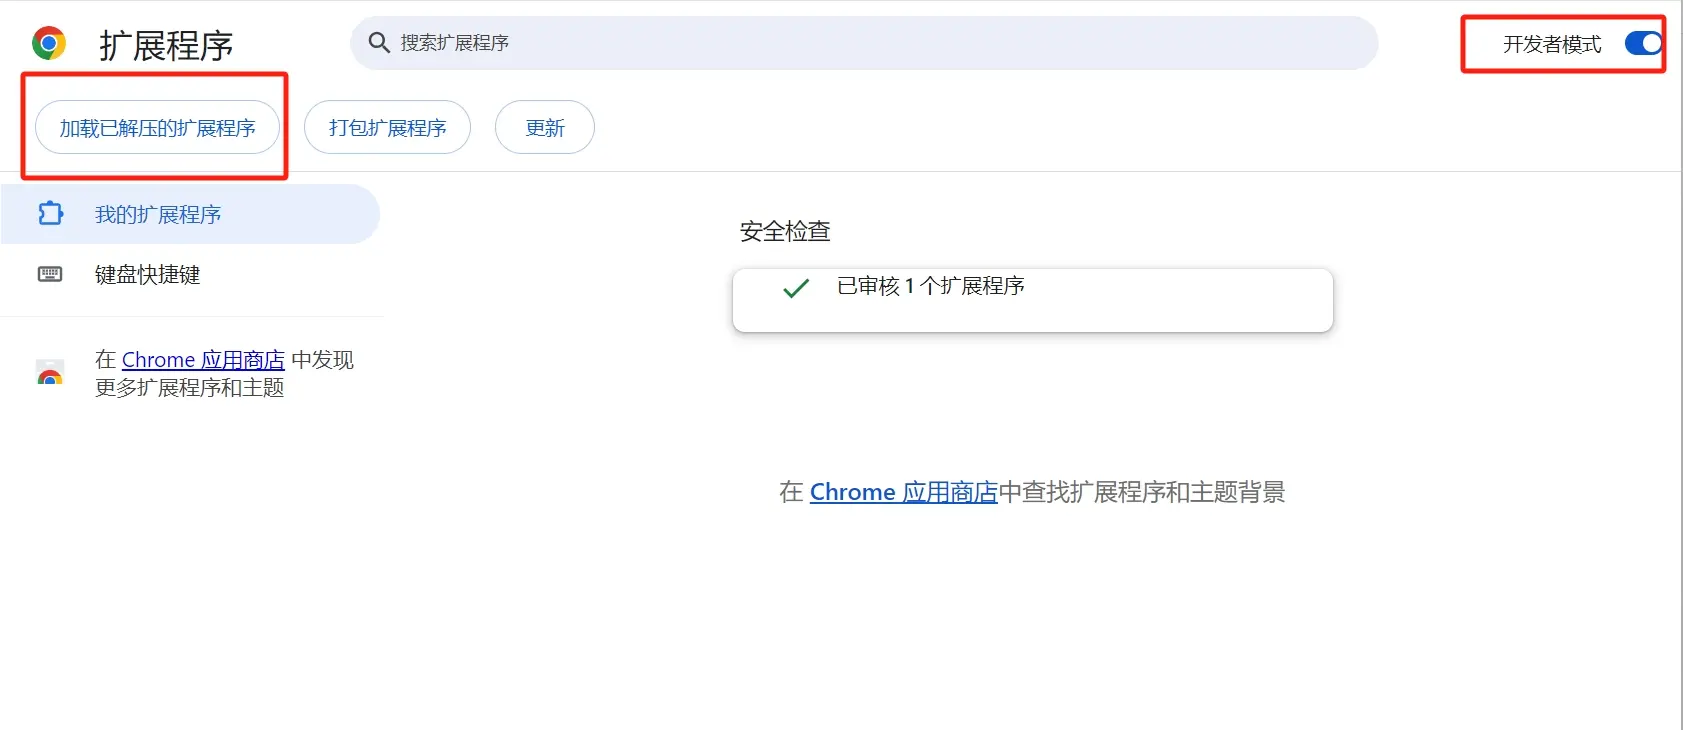 扩展程序
搜索扩展程序
开发者模式
加载已解压的扩展程序
打包扩展程序
更新
我的扩展程序
键盘快捷键
在 Chrome 应用商店 中发现
更多扩展程序和主题
安全检查
已审核 1 个扩展程序
在 Chrome 应用商店中查找扩展程序和主题背景